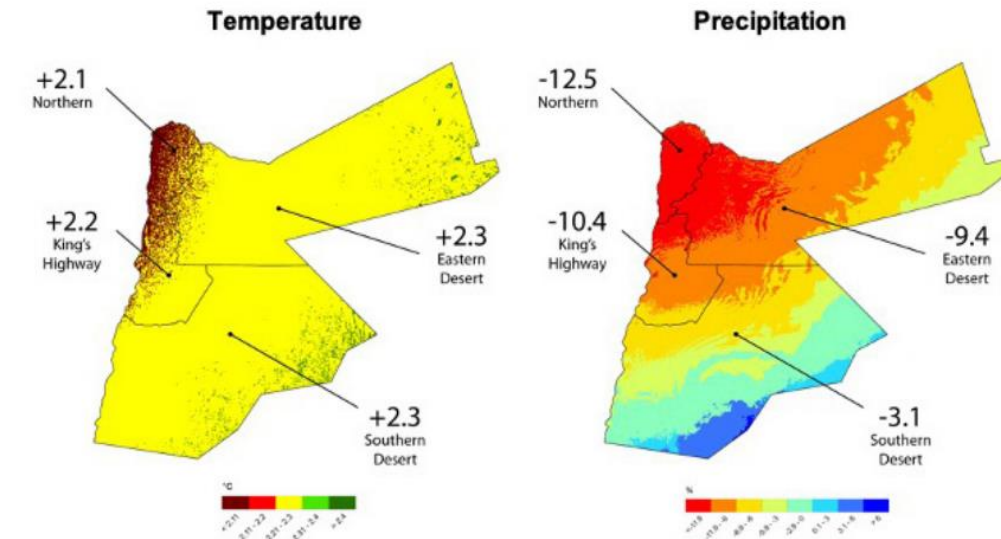 Temperature
Precipitation
+2.1
Northern
+2.2
King's
Highway
+2.3
Eastern
Desert
+2.3
Southern
Desert
°C
-12.5
Northern
-10.4
King's
Highway
-9.4
Eastern
Desert
-3.1
Southern
Desert
%